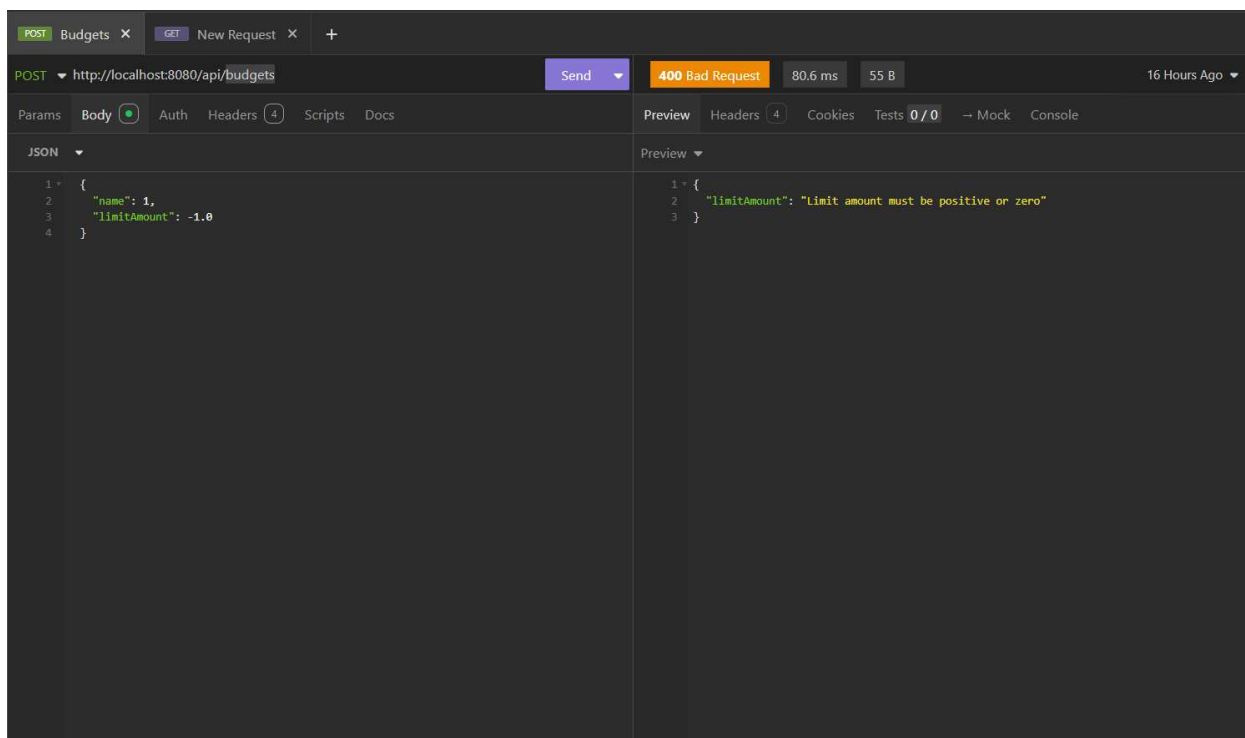 POST Budgets × GET New Request × +
POST http://localhost:8080/api/budgets Send
400 Bad Request 80.6 ms 55 B 16 Hours Ago
Params Body Auth Headers 4 Scripts Docs
Preview Headers 4 Cookies Tests 0 / 0 → Mock Console
JSON
Preview
1 {
2 "name": 1,
3 "limitAmount": -1.0
4 }
1 {
2 "limitAmount": "Limit amount must be positive or zero"
3 }